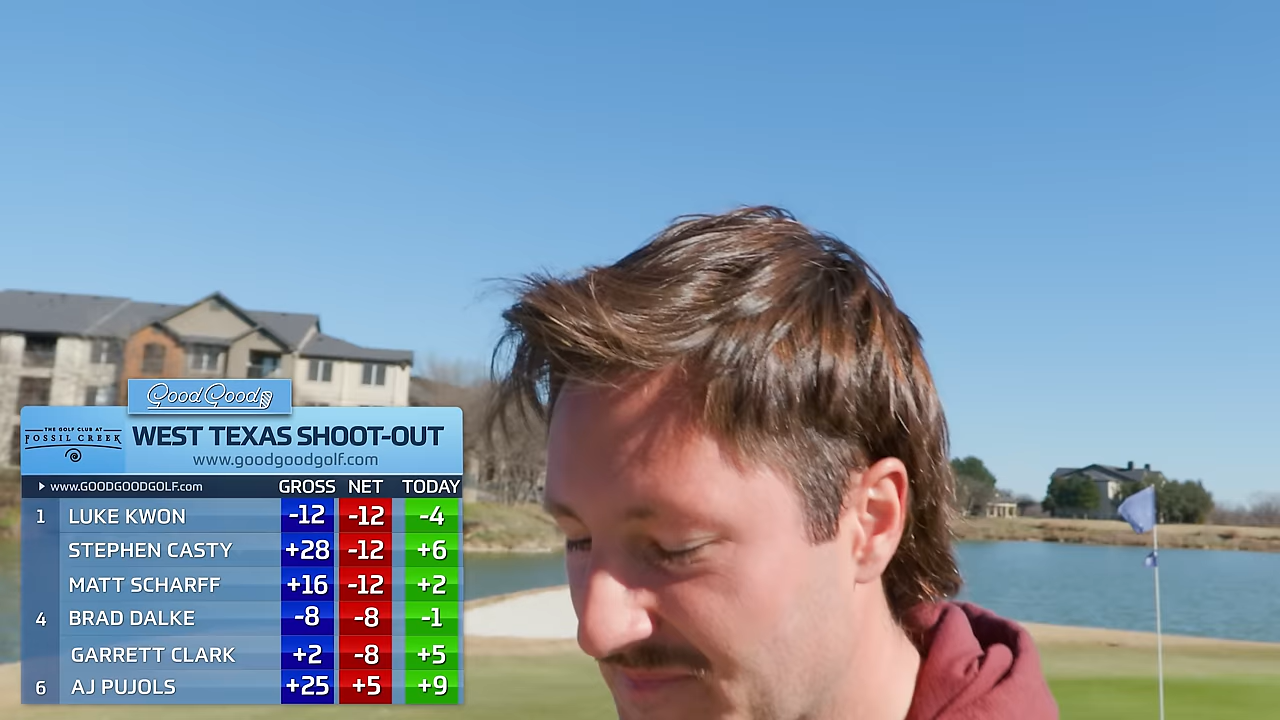 GoodGood
THE GOLF CLUB AT
FOSSIL CREEK
WEST TEXAS SHOOT-OUT
www.goodgoodgolf.com
www.GOODGOODGOLF.com GROSS NET TODAY
1 LUKE KWON -12 -12 -4
STEPHEN CASTY +28 -12 +6
MATT SCHARFF +16 -12 +2
4 BRAD DALKE -8 -8 -1
GARRETT CLARK +2 -8 +5
6 AJ PUJOLS +25 +5 +9